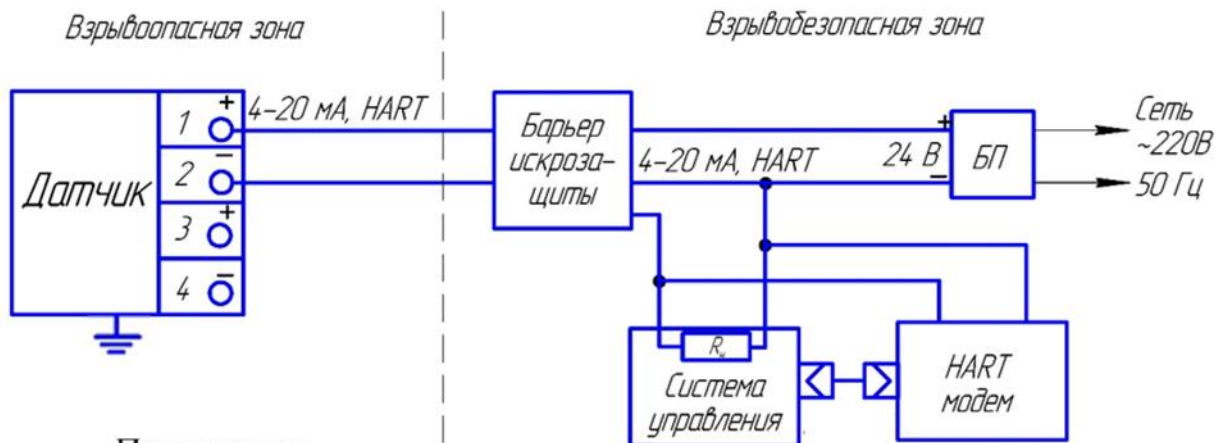 Взрывоопасная зона
Взрывобезопасная зона
Датчик
1 +
2 −
3 +
4 −
4-20 мА, HART
Барьер
искроза-
щиты
4-20 мА, HART
+
24 В
−
БП
Сеть
~220В
50 Гц
Rн
Система
управления
HART
модем